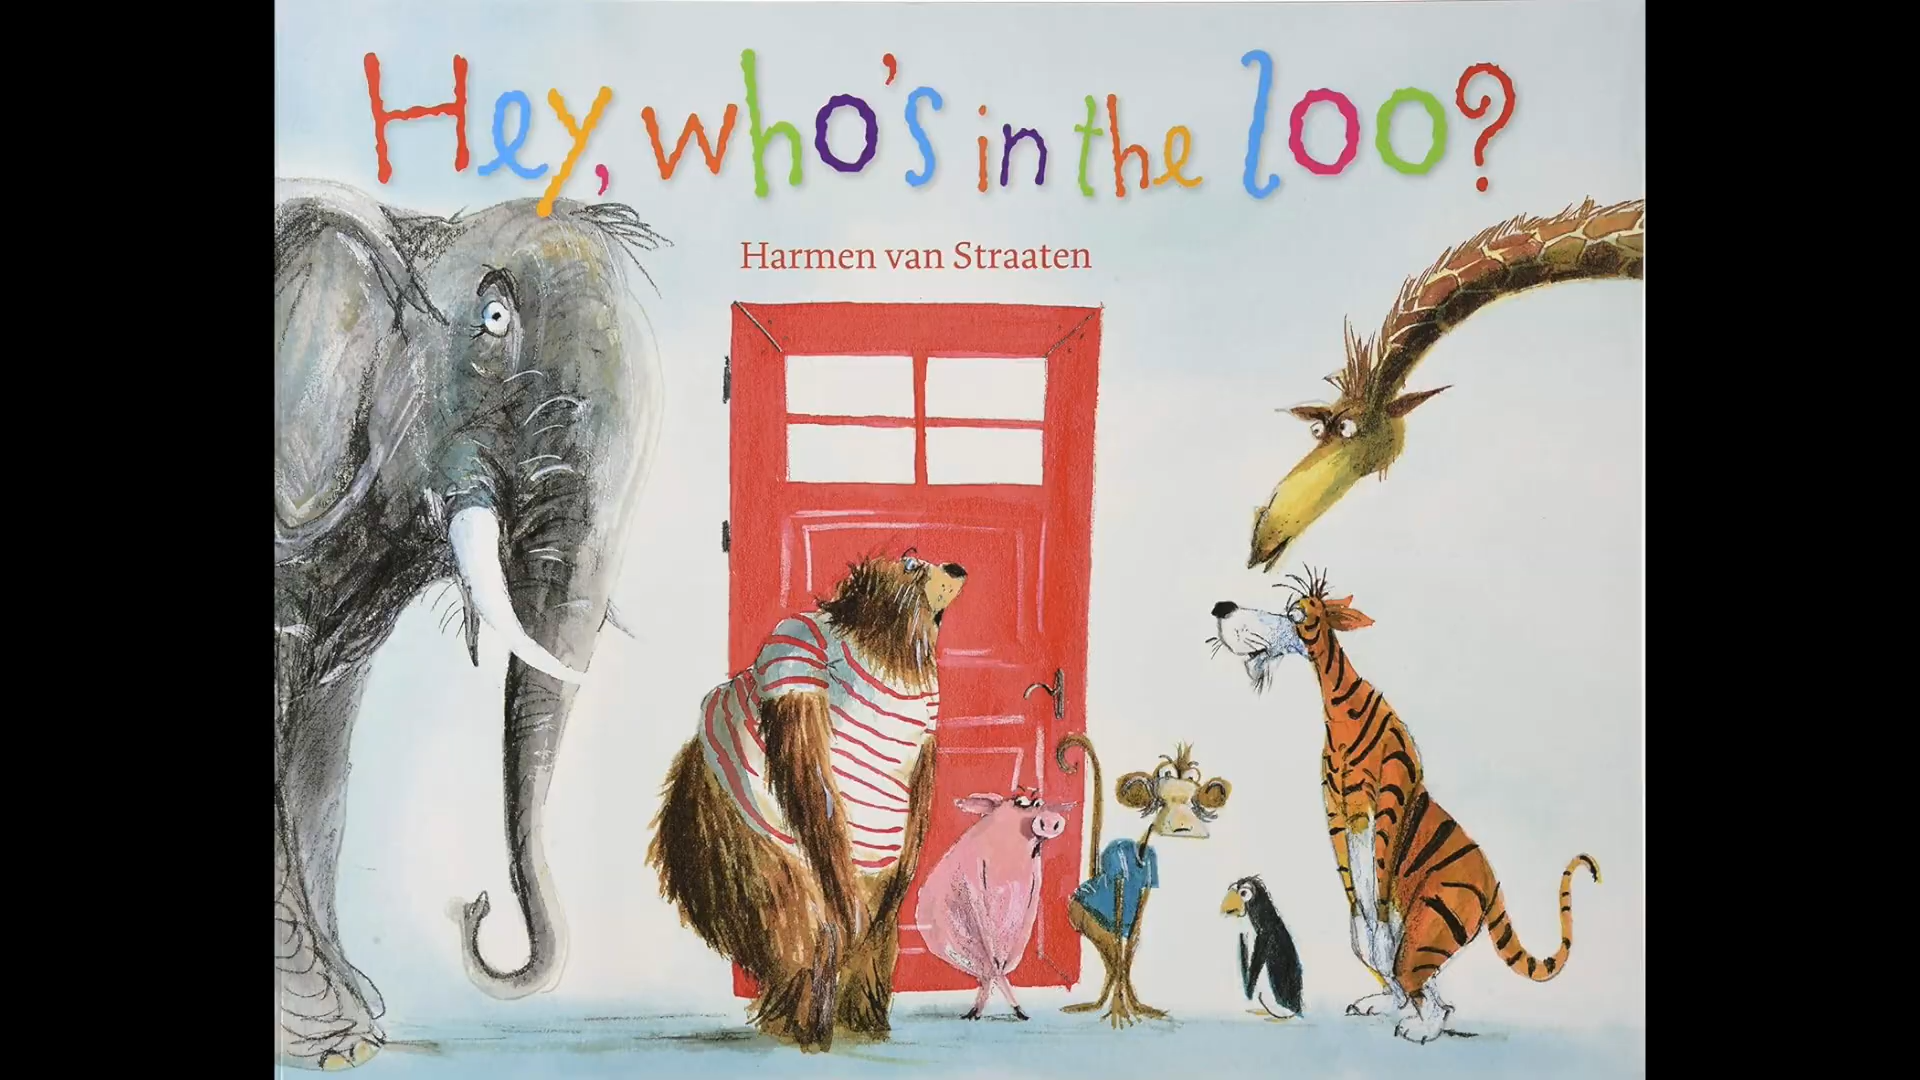 Hey, who's in the loo?
Harmen van Straaten